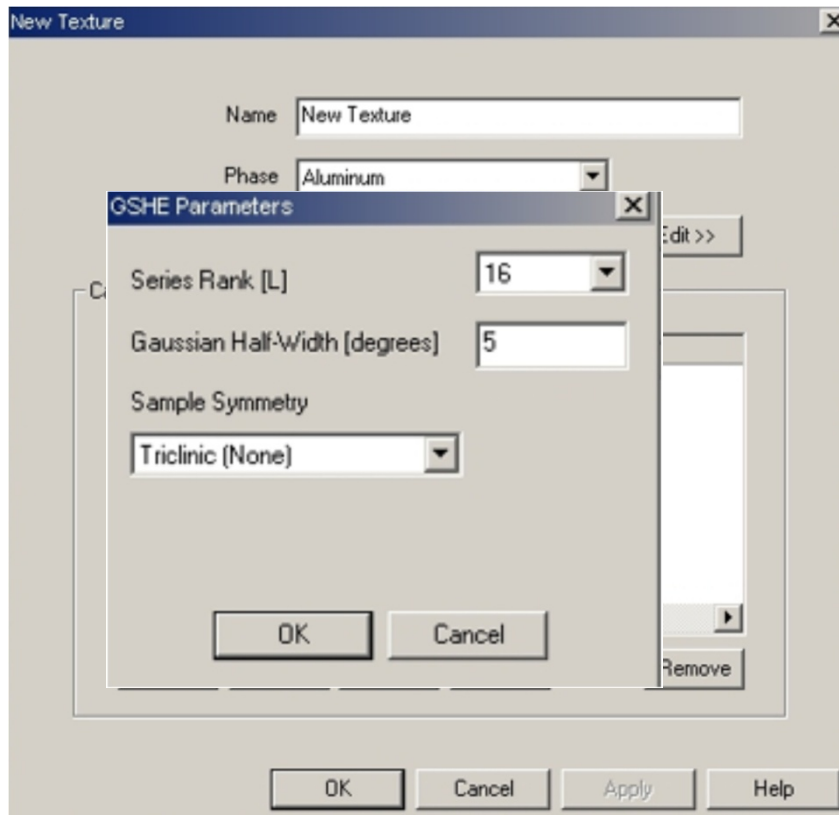 New Texture
Name New Texture
Phase Aluminum
GSHE Parameters
Edit >>
Series Rank [L] 16
Gaussian Half-Width [degrees] 5
Sample Symmetry
Triclinic (None)
OK Cancel
Remove
OK Cancel Apply Help